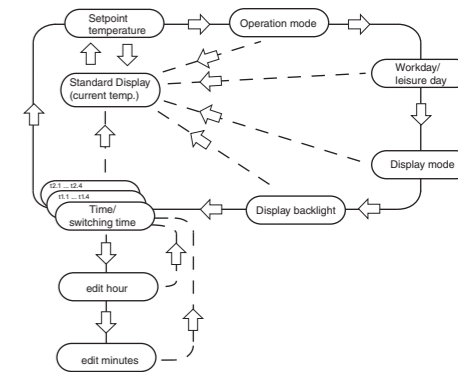 Setpoint
temperature
Operation mode
Workday/
leisure day
Standard Display
(current temp.)
Display mode
t2.1 ... t2.4
t1.1 ... t1.4
Time/
switching time
Display backlight
edit hour
edit minutes